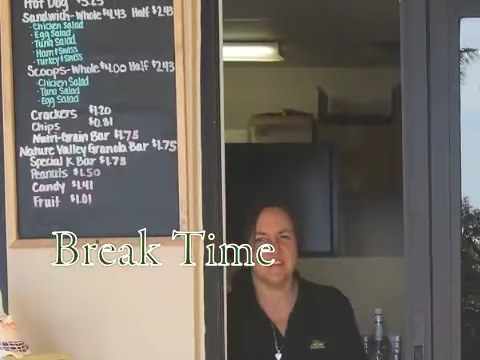 Hot Dog $3.25
Sandwich-Whole $4.43 Half $2.43
- Chicken Salad
- Egg Salad
- Tuna Salad
- Ham & Swiss
- Turkey & Swiss
Scoops-Whole $4.00 Half $2.43
- Chicken Salad
- Tuna Salad
- Egg Salad
Crackers $1.20
Chips $0.81
Nutri-Grain Bar $1.75
Nature Valley Granola Bar $1.75
Special K Bar $1.75
Peanuts $1.50
Candy $1.41
Fruit $1.01
Break Time